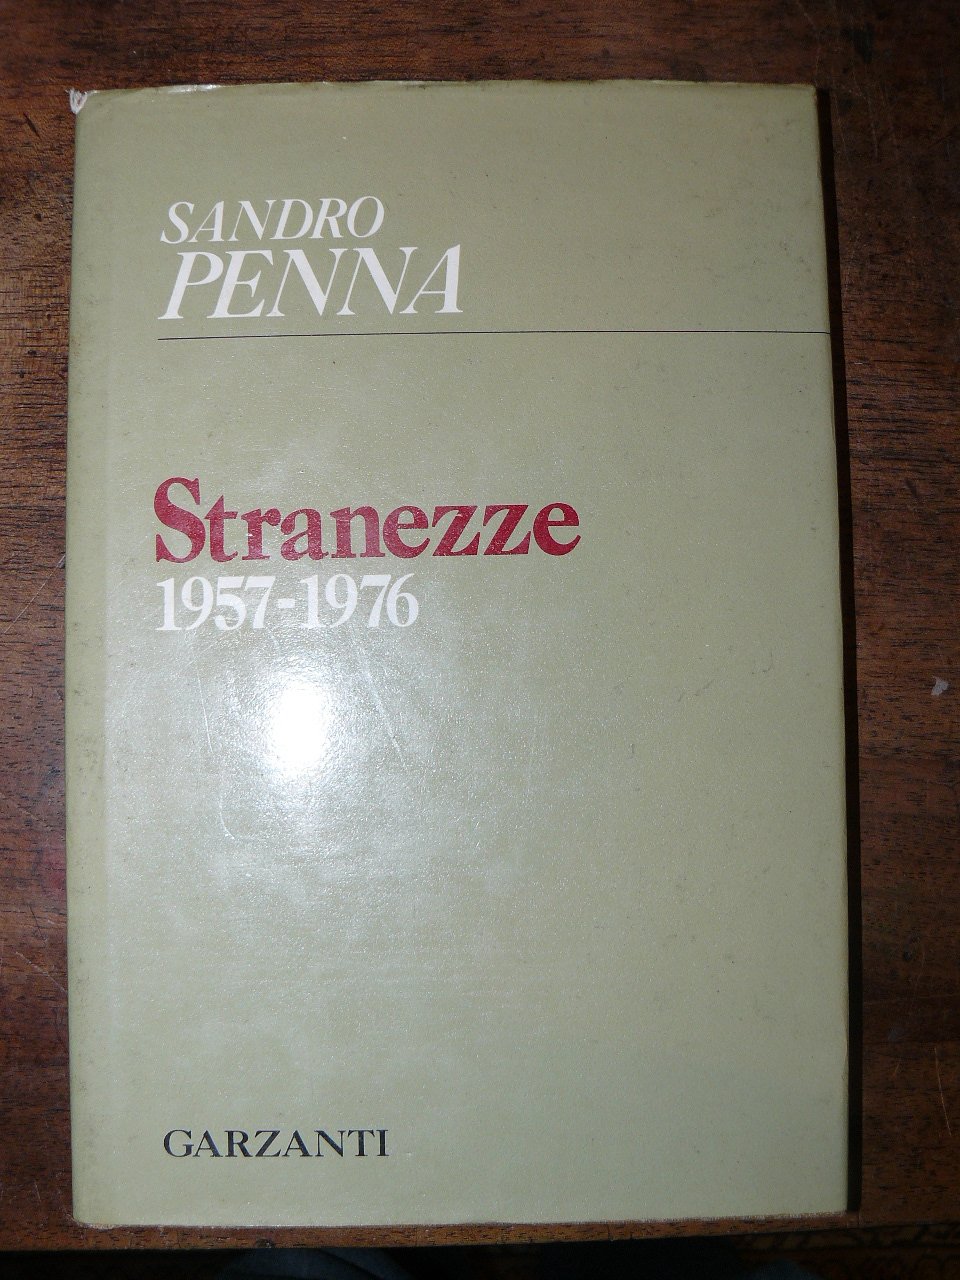 SANDRO
PENNA
Stranezze
1957-1976
GARZANTI